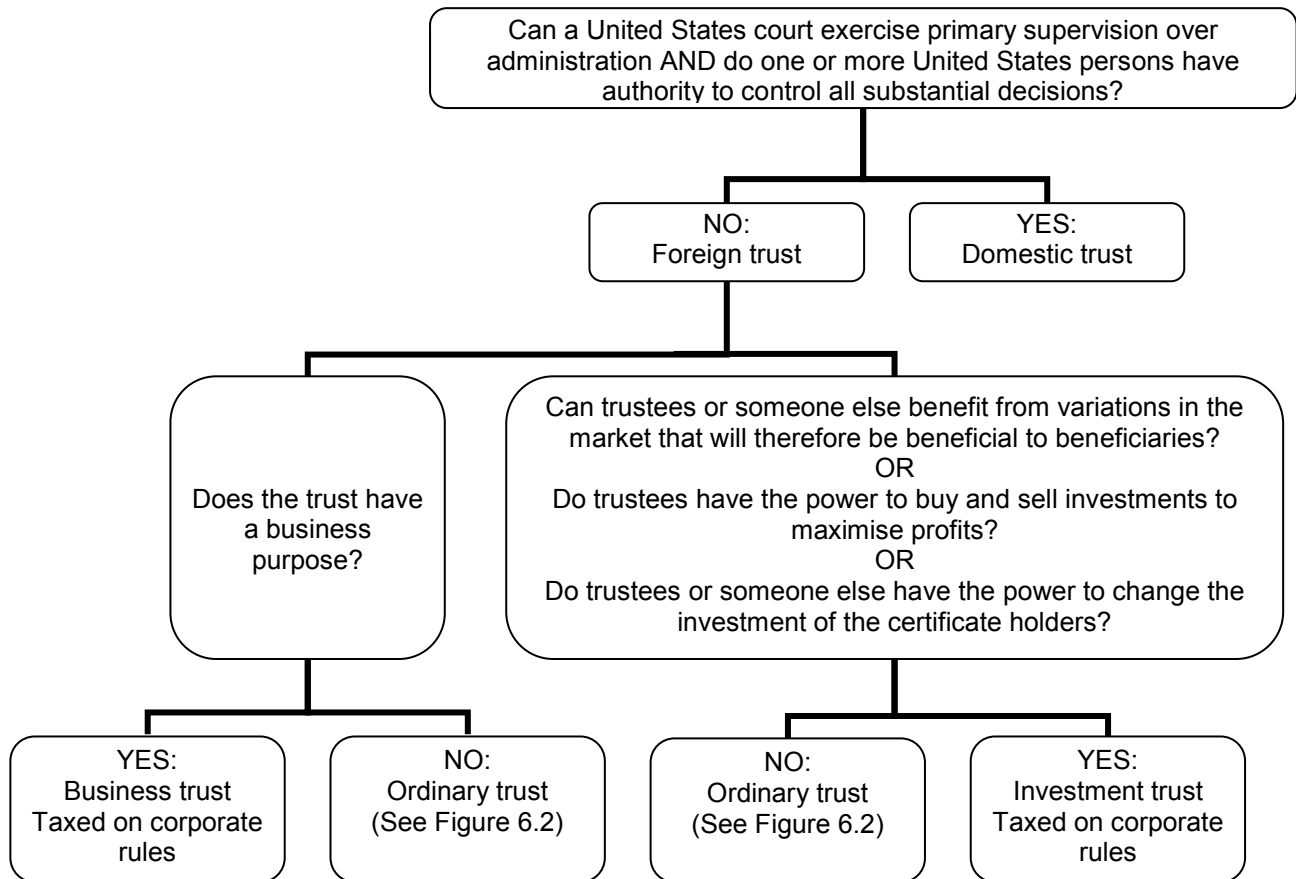 Can a United States court exercise primary supervision over
administration AND do one or more United States persons have
authority to control all substantial decisions?
NO:
Foreign trust
YES:
Domestic trust
Does the trust have
a business
purpose?
Can trustees or someone else benefit from variations in the
market that will therefore be beneficial to beneficiaries?
OR
Do trustees have the power to buy and sell investments to
maximise profits?
OR
Do trustees or someone else have the power to change the
investment of the certificate holders?
YES:
Business trust
Taxed on corporate
rules
NO:
Ordinary trust
(See Figure 6.2)
NO:
Ordinary trust
(See Figure 6.2)
YES:
Investment trust
Taxed on corporate
rules